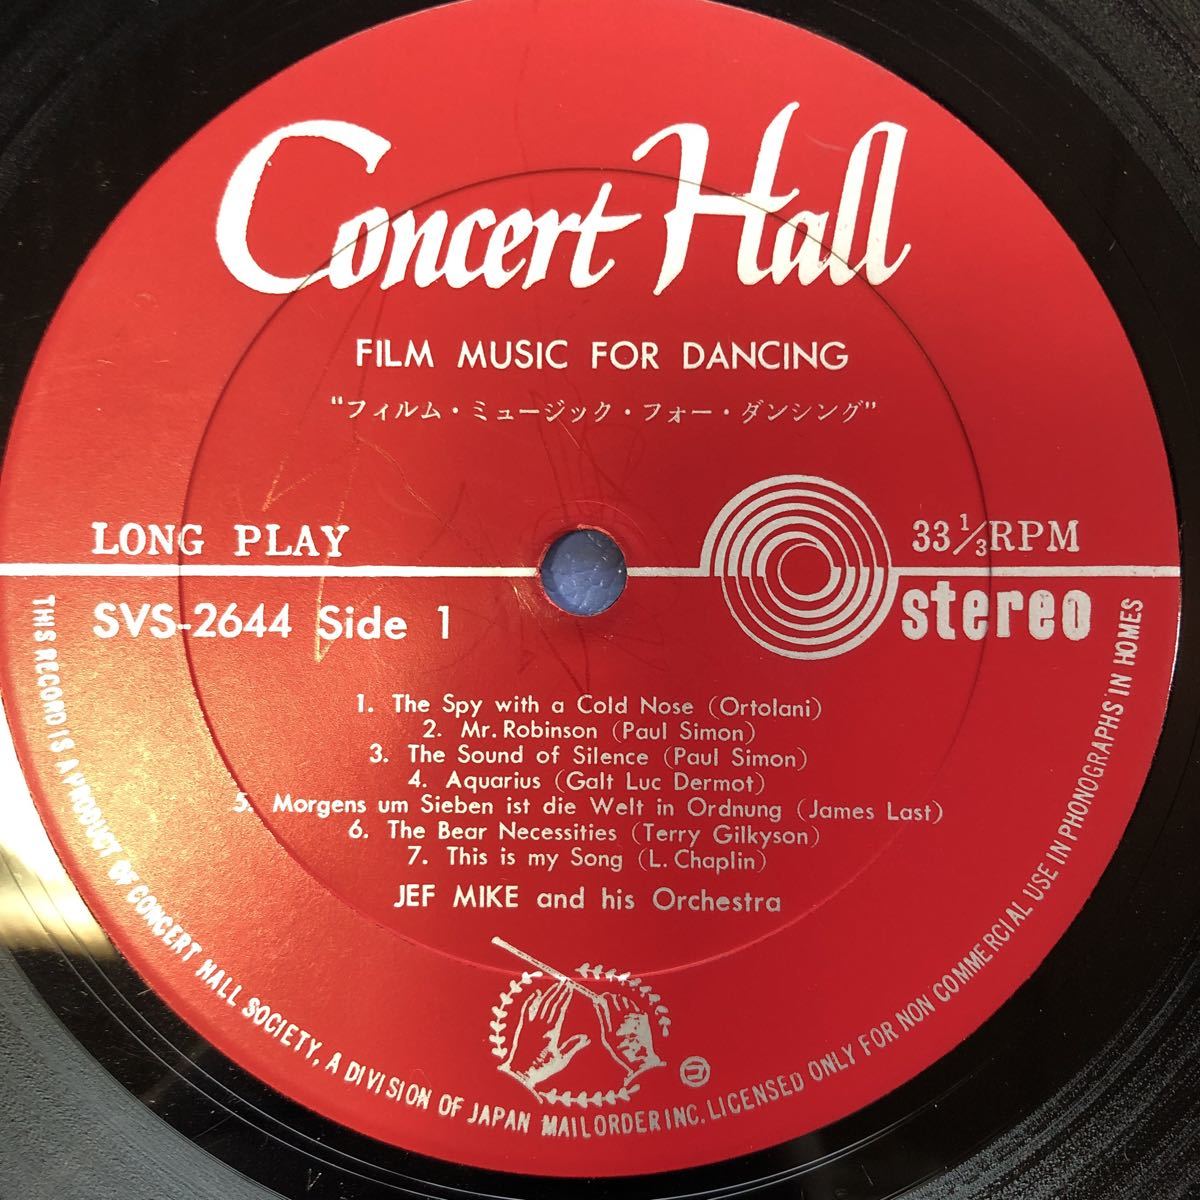 Concert Hall
FILM MUSIC FOR DANCING
“フィルム・ミュージック・フォー・ダンシング”
LONG PLAY
33 1/3 RPM
SVS-2644 Side 1
stereo
1. The Spy with a Cold Nose (Ortolani)
2. Mr. Robinson (Paul Simon)
3. The Sound of Silence (Paul Simon)
4. Aquarius (Galt Luc Dermot)
5. Morgens um Sieben ist die Welt in Ordnung (James Last)
6. The Bear Necessities (Terry Gilkyson)
7. This is my Song (L. Chaplin)
JEF MIKE and his Orchestra
THIS RECORD IS A PRODUCT OF CONCERT HALL SOCIETY, A DIVISION OF JAPAN MAILORDER INC. LICENSED ONLY FOR NON COMMERCIAL USE IN PHONOGRAPHS IN HOMES